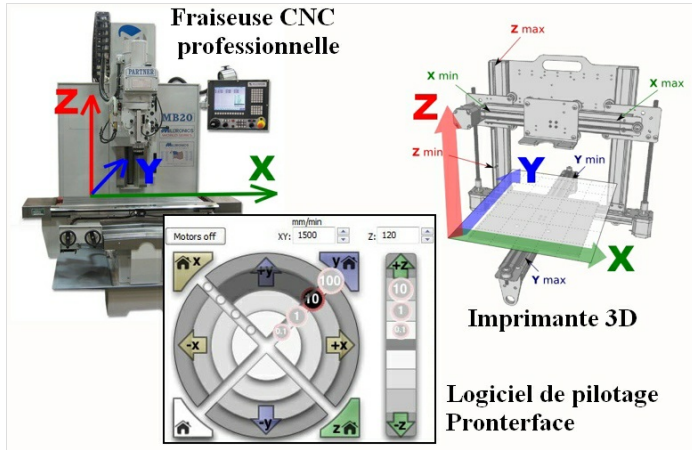 Fraiseuse CNC
professionnelle
PARTNER
MB20
Z
Y
X
Z max
X min
X max
Z
Z min
Y
Y min
X
Y max
Imprimante 3D
mm/min
Motors off
XY: 1500
Z: 120
x
+y
y
100
10
1
0.1
-x
+x
-y
z
+z
10
1
0.1
-z
Logiciel de pilotage
Pronterface